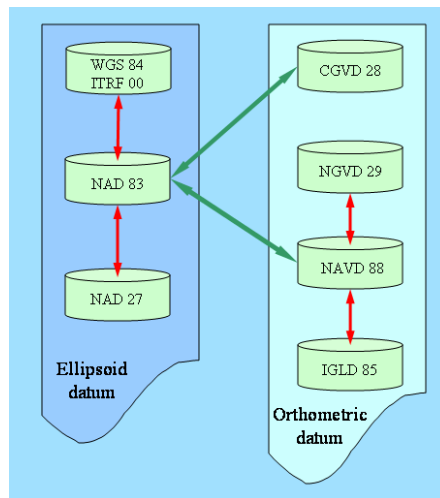 WGS 84
ITRF 00
NAD 83
NAD 27
Ellipsoid
datum
CGVD 28
NGVD 29
NAVD 88
IGLD 85
Orthometric
datum